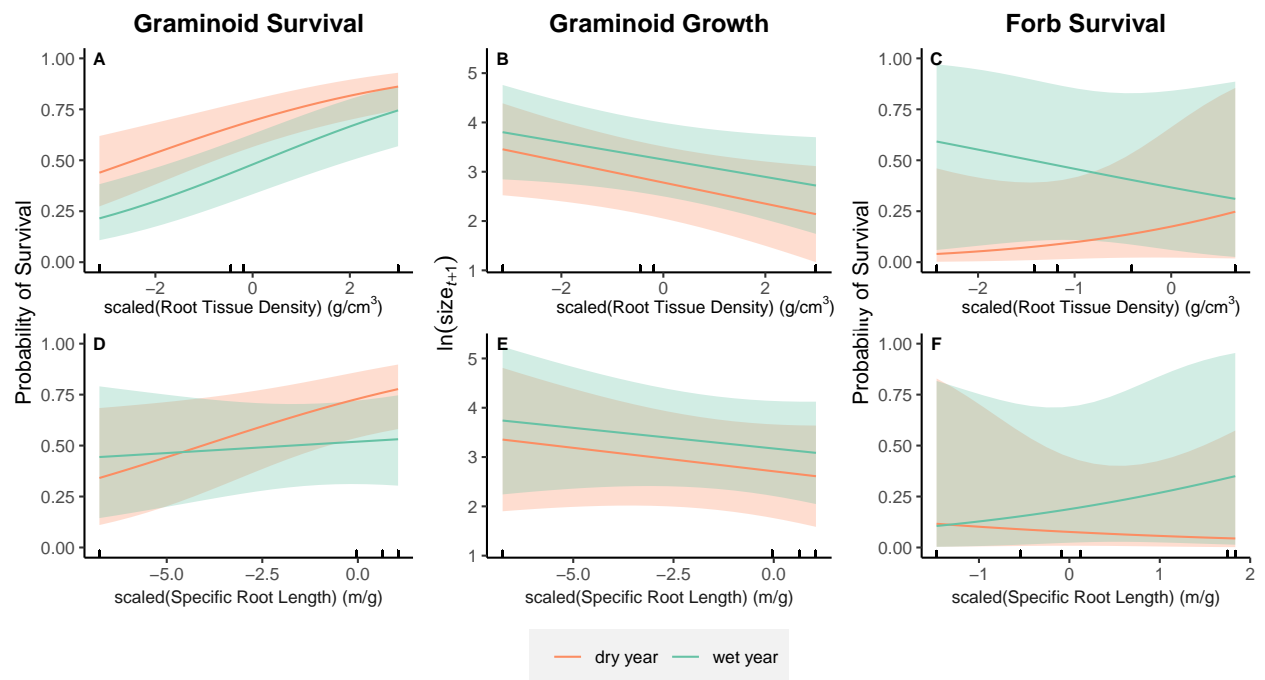 Graminoid Survival
Graminoid Growth
Forb Survival
A
1.00
0.75
0.50
0.25
0.00
−2
0
2
scaled(Root Tissue Density) (g/cm³)
B
5
4
3
2
1
−2
0
2
scaled(Root Tissue Density) (g/cm³)
C
1.00
0.75
0.50
0.25
0.00
−2
−1
0
scaled(Root Tissue Density) (g/cm³)
Probability of Survival
ln(size t+1)
Probability of Survival
D
1.00
0.75
0.50
0.25
0.00
−5.0
−2.5
0.0
scaled(Specific Root Length) (m/g)
E
5
4
3
2
1
−5.0
−2.5
0.0
scaled(Specific Root Length) (m/g)
F
1.00
0.75
0.50
0.25
0.00
−1
0
1
2
scaled(Specific Root Length) (m/g)
dry year
wet year